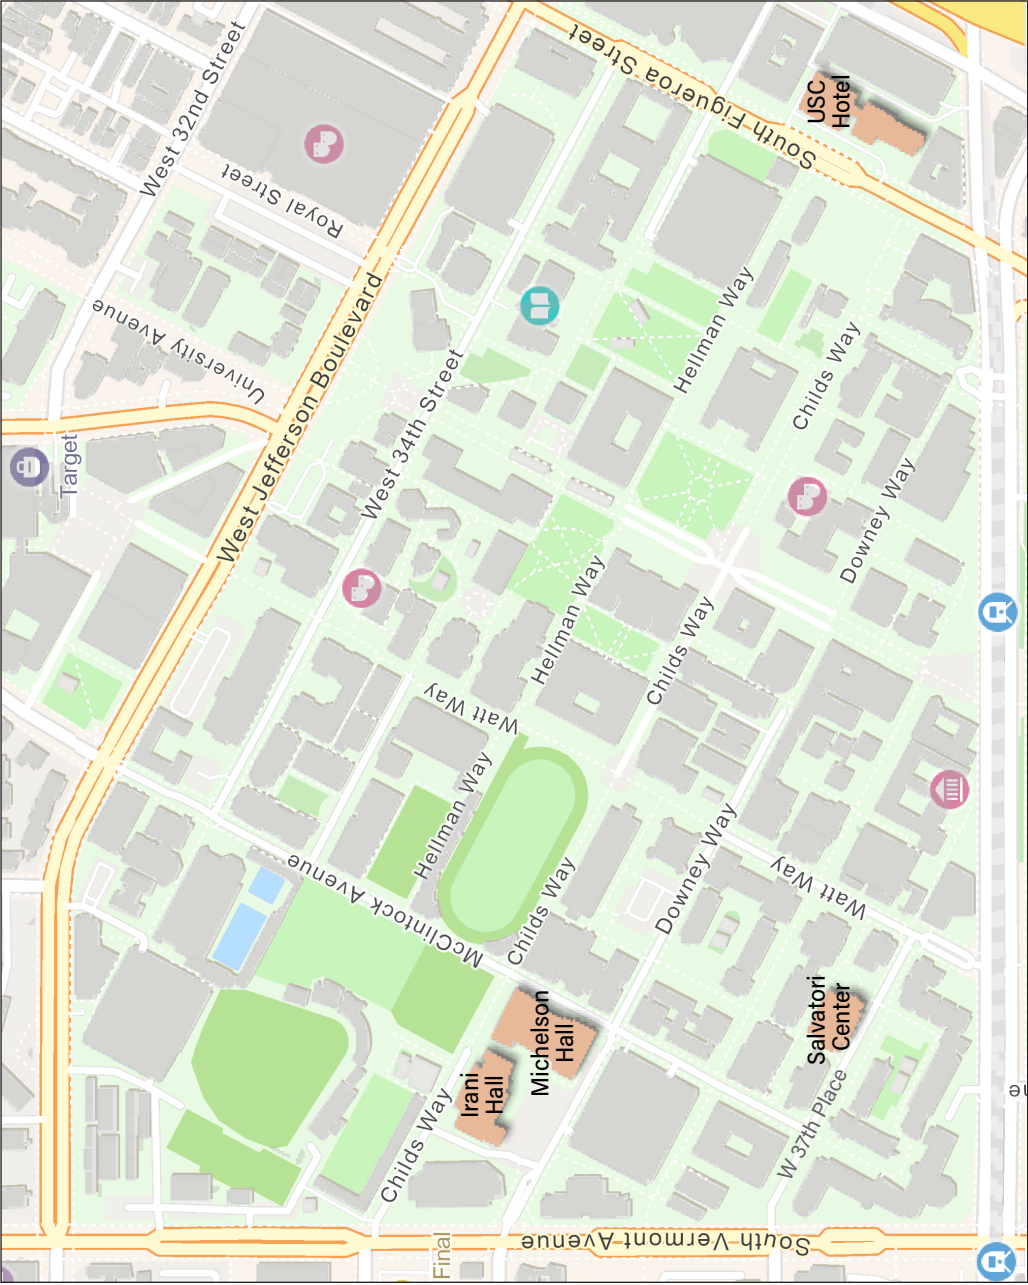 West 32nd Street
South Figueroa Street
USC
Hotel
Royal Street
University Avenue
West Jefferson Boulevard
Hellman Way
Childs Way
West 34th Street
Target
Downey Way
Hellman Way
Childs Way
Watt Way
Hellman Way
McClintock Avenue
Childs Way
Downey Way
Watt Way
Michelson
Hall
Irani
Hall
Salvatori
Center
Childs Way
W 37th Place
South Vermont Avenue
Final